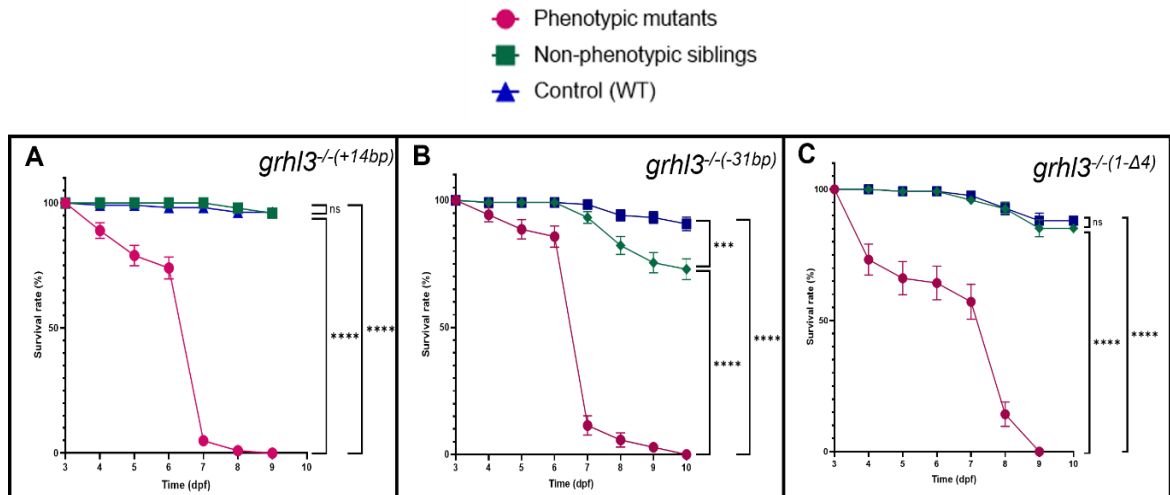 Phenotypic mutants
Non-phenotypic siblings
Control (WT)
A
grhl3-/-(+14bp)
100
50
0
Survival rate (%)
3 4 5 6 7 8 9 10
Time (dpf)
ns
****
****
B
grhl3-/-(-31bp)
100
50
0
Survival rate (%)
3 4 5 6 7 8 9 10
Time (dpf)
***
****
****
C
grhl3-/-(1-Δ4)
100
50
0
Survival rate (%)
3 4 5 6 7 8 9 10
Time (dpf)
ns
****
****